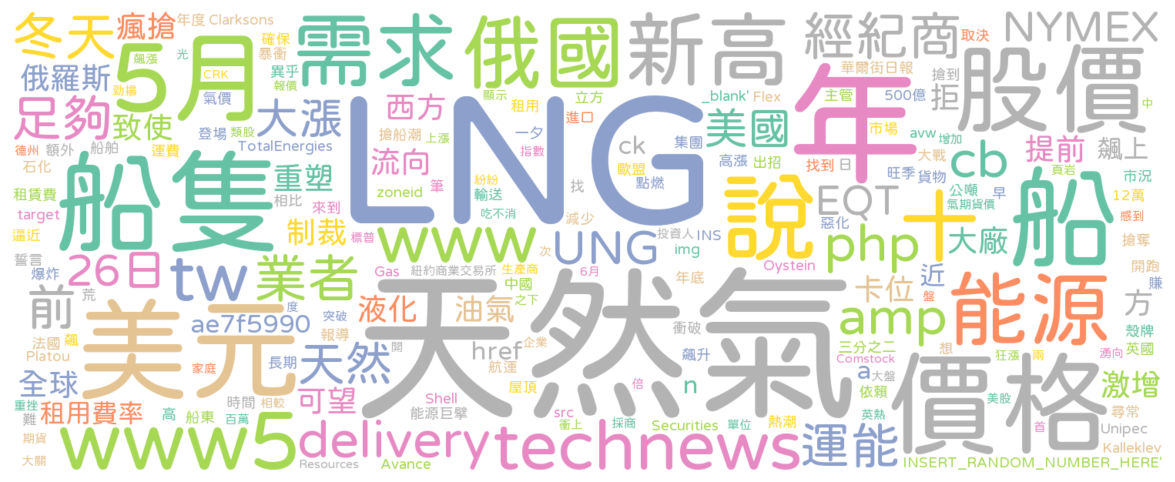 冬天
瘋搶
年度
Clarksons
5月
需求
俄
國
新高
經紀商
NYMEX
取決
俄羅斯
飆漲
光
確保
暴衝
異乎
CRK
報價
勁揚
氣價
股價
華爾街日報
搶到
拒
足夠
致使
大漲
西方
顯示
租用
立方
進口
_blank'
Flex
主管
500億
中
登場
類股
搶船潮
上漲
一夕
指數
ck
集團
美國
年
市場
avw
增加
提前
飆上
德州
額外
船舶
運費
TotalEnergies
流向
筆
LNG
歐盟
點燃
高漲
出招
找到
日
大戰
旺季
貨物
cb
市況
頁岩
石化
租賃費
相比
重塑
zoneid
紛紛
輸送
找
公噸
早
12萬
氣期貨價
target
來到
吃不消
減少
EQT
感到
船隻
制裁
標普
www
次
UNG
投資人
INS
img
說
惡化
十
大廠
船
搶奪
逼近
誓言
26日
tw
業者
php
爆炸
Gas
紐約商業交易所
生產商
6月
Oystein
近
開跑
賺
荒
度
中國
之下
年底
卡位
盤
方
殼牌
前
美元
突破
液化
油氣
天然氣
amp
能源
英國
ae7f5990
報導
法國
飆
Platou
長期
開
企業
衝破
三分之二
想
狂漲
兩
湧向
家庭
天然
href
航運
飆升
Comstock
全球
屋頂
n
a
大盤
依賴
價格
激增
重挫
租用費率
高
時間
可望
Shell
倍
美股
難
船東
百萬
相較
能源巨擘
src
熱潮
英熱
尋常
期貨
www5
delivery
衝上
採商
Securities
單位
運能
首
Unipec
technews
Kalleklev
大關
Resources
Avance
INSERT_RANDOM_NUMBER_HERE'